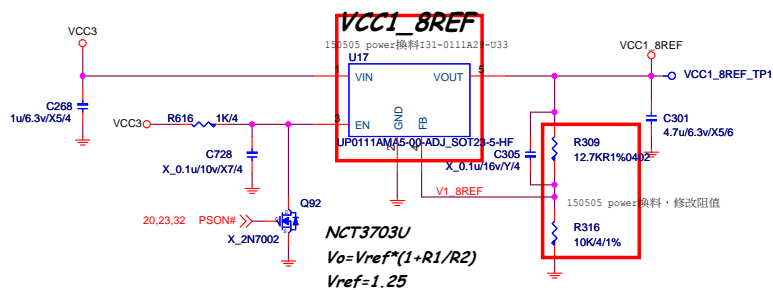 VCC1_8REF
150505 power換料I31-0111A29-U33
VCC3
U17
VCC1_8REF
1
VIN
VOUT
5
VCC1_8REF_TP1
C268
1u/6.3v/X5/4
VCC3
R616
1K/4
3
EN
GND
FB
UP0111AMA5-00-ADJ_SOT23-5-HF
2
4
C301
4.7u/6.3v/X5/6
R309
12.7KR1%0402
C728
X_0.1u/10v/X7/4
C305
X_0.1u/16v/Y/4
V1_8REF
150505 power換料，修改阻值
Q92
20,23,32 PSON#
X_2N7002
R316
10K/4/1%
NCT3703U
Vo=Vref*(1+R1/R2)
Vref=1.25